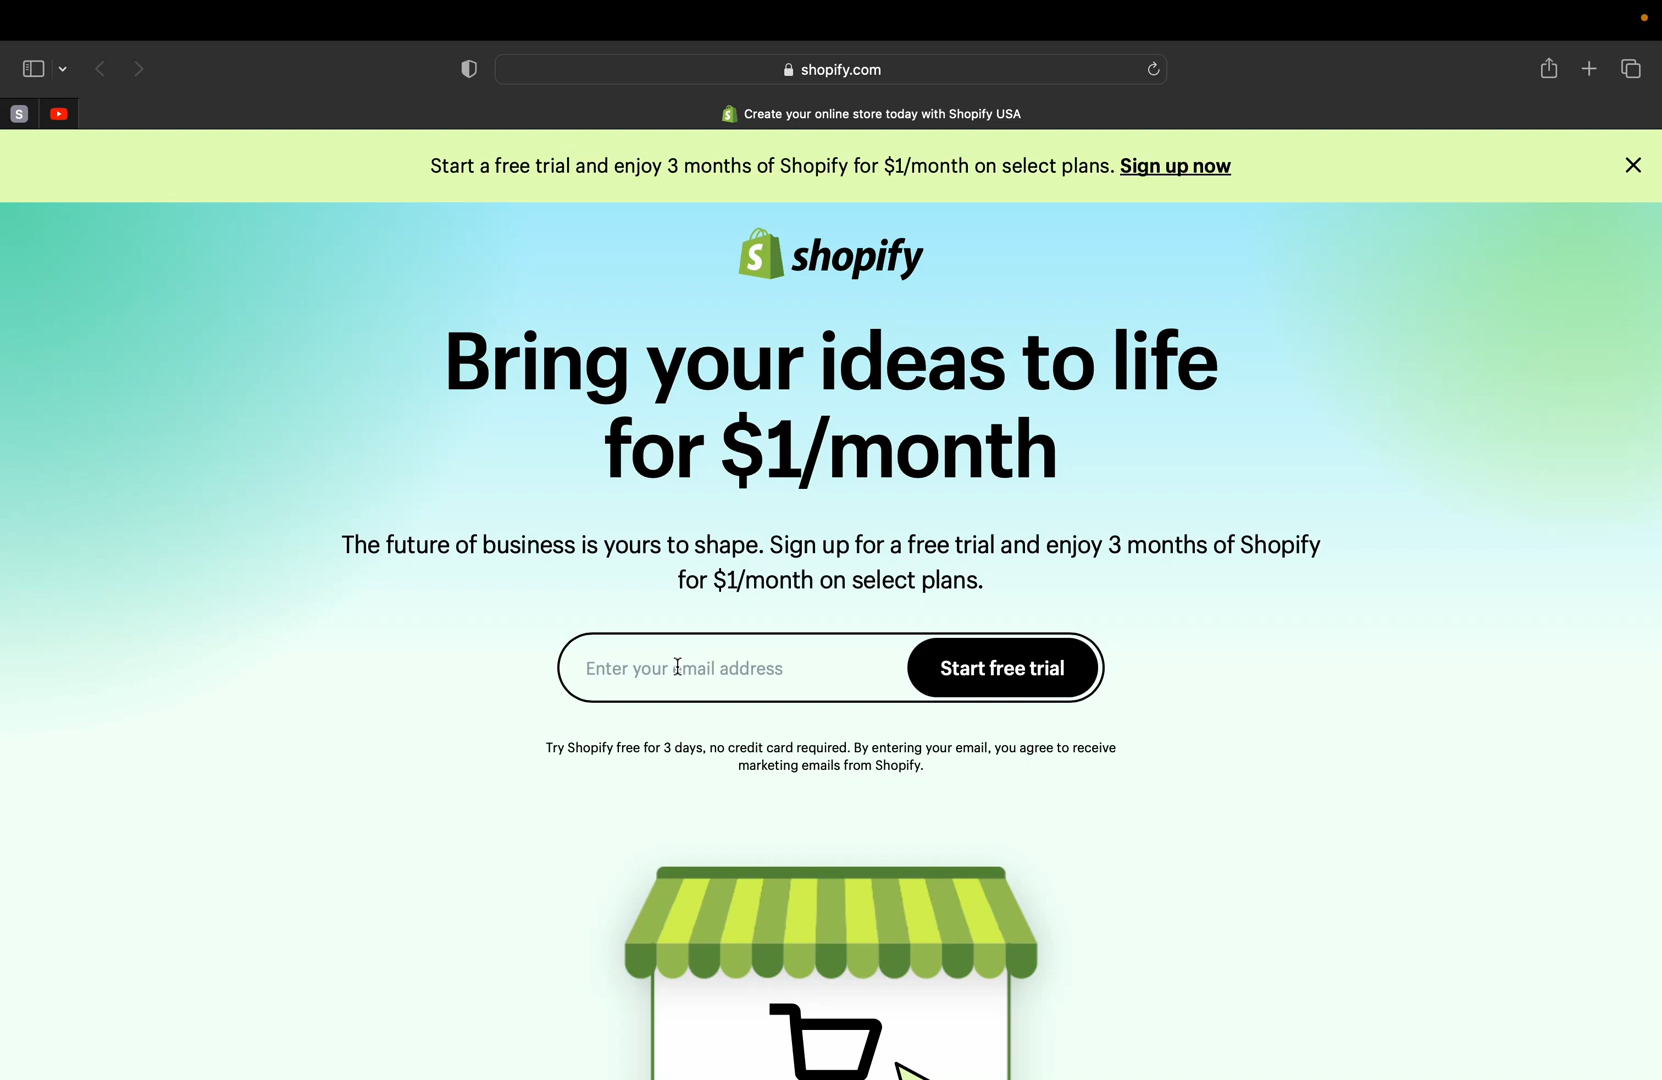 shopify.com
S
Create your online store today with Shopify USA
Start a free trial and enjoy 3 months of Shopify for $1/month on select plans. Sign up now
shopify
Bring your ideas to life
for $1/month
The future of business is yours to shape. Sign up for a free trial and enjoy 3 months of Shopify
for $1/month on select plans.
Enter your email address
Start free trial
Try Shopify free for 3 days, no credit card required. By entering your email, you agree to receive
marketing emails from Shopify.